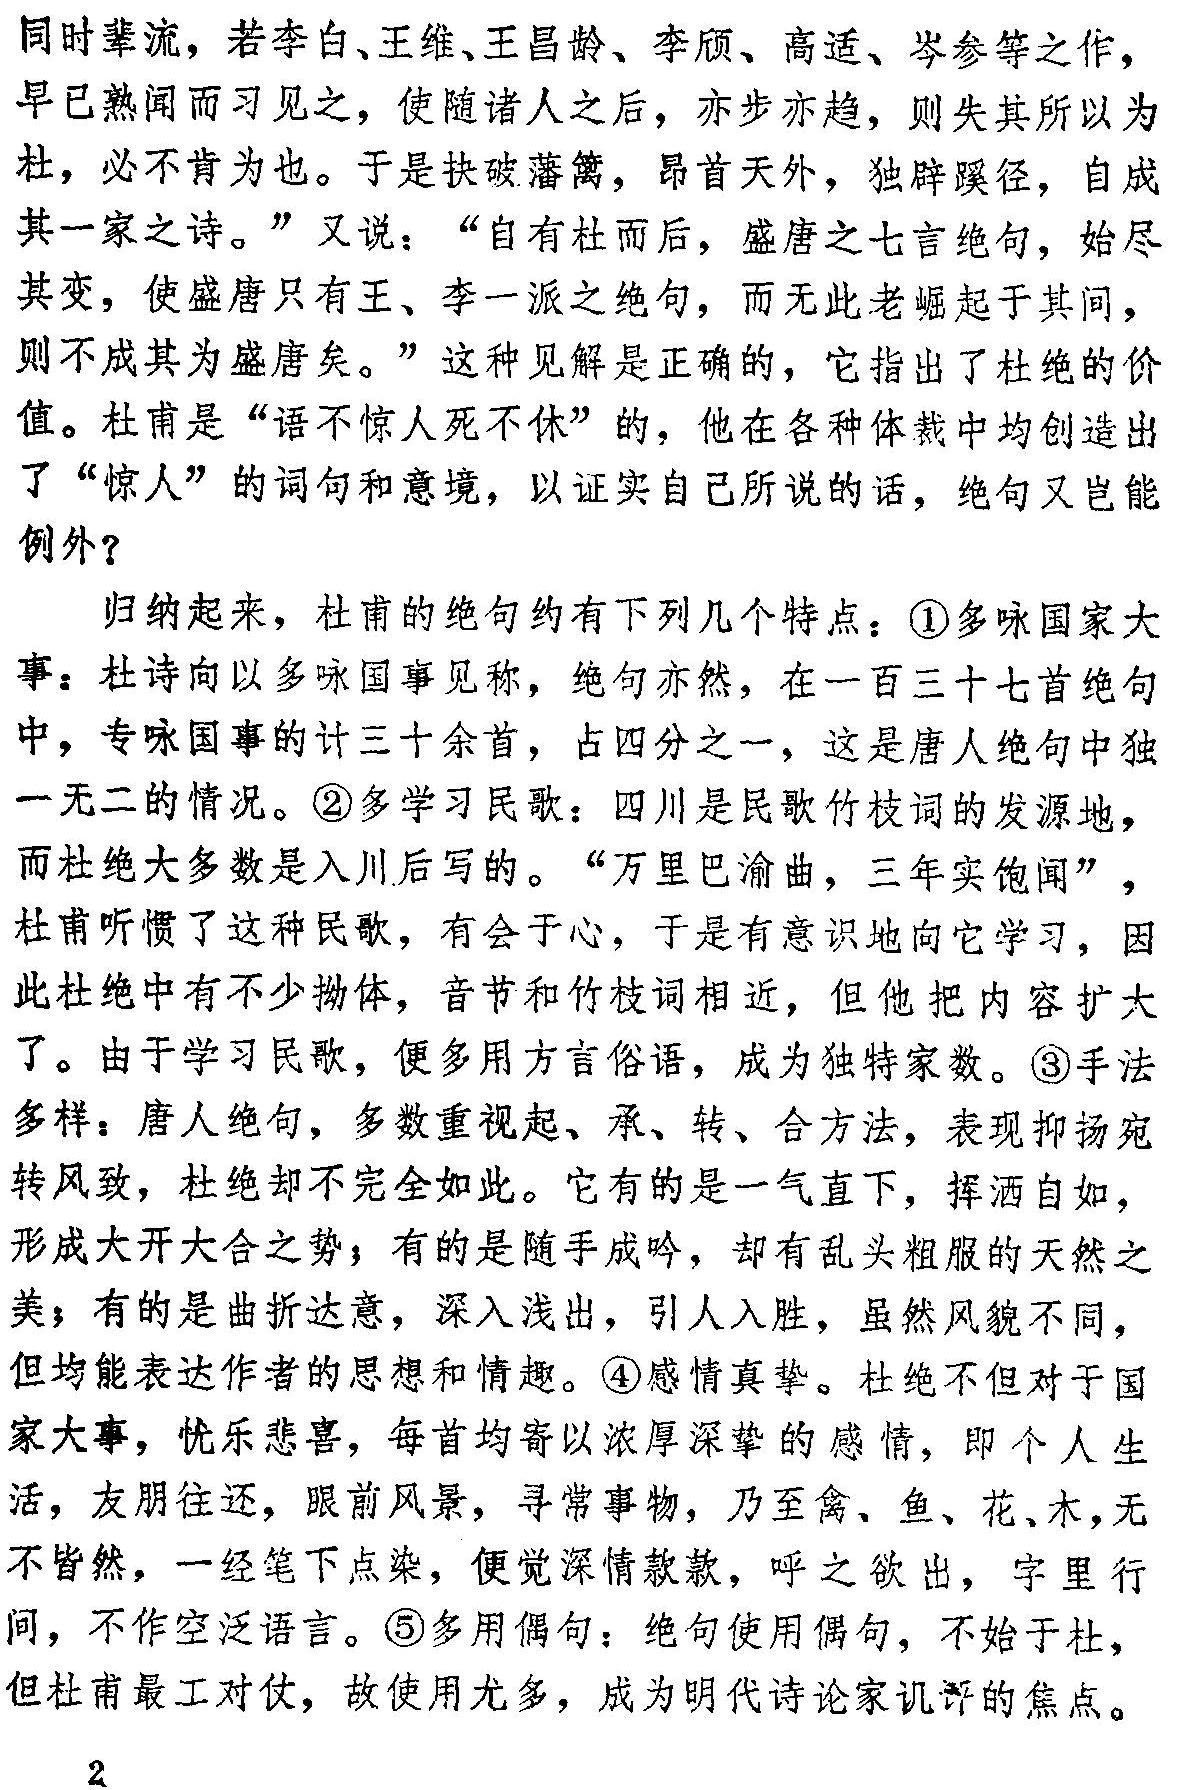 同时辈流，若李白、王维、王昌龄、李颀、高适、岑参等之作，
早已熟闻而习见之，使随诸人之后，亦步亦趋，则失其所以为
杜，必不肯为也。于是抉破藩篱，昂首天外，独辟蹊径，自成
其一家之诗。”又说：“自有杜而后，盛唐之七言绝句，始尽
其变，使盛唐只有王、李一派之绝句，而无此老崛起于其间，
则不成其为盛唐矣。”这种见解是正确的，它指出了杜绝的价
值。杜甫是“语不惊人死不休”的，他在各种体裁中均创造出
了“惊人”的词句和意境，以证实自己所说的话，绝句又岂能
例外？
归纳起来，杜甫的绝句约有下列几个特点：①多咏国家大
事：杜诗向以多咏国事见称，绝句亦然，在一百三十七首绝句
中，专咏国事的计三十余首，占四分之一，这是唐人绝句中独
一无二的情况。②多学习民歌：四川是民歌竹枝词的发源地，
而杜绝大多数是入川后写的。“万里巴渝曲，三年实饱闻”，
杜甫听惯了这种民歌，有会于心，于是有意识地向它学习，因
此杜绝中有不少拗体，音节和竹枝词相近，但他把内容扩大
了。由于学习民歌，便多用方言俗语，成为独特家数。③手法
多样：唐人绝句，多数重视起、承、转、合方法，表现抑扬宛
转风致，杜绝却不完全如此。它有的是一气直下，挥洒自如，
形成大开大合之势；有的是随手成吟，却有乱头粗服的天然之
美；有的是曲折达意，深入浅出，引人入胜，虽然风貌不同，
但均能表达作者的思想和情趣。④感情真挚。杜绝不但对于国
家大事，忧乐悲喜，每首均寄以浓厚深挚的感情，即个人生
活，友朋往还，眼前风景，寻常事物，乃至禽、鱼、花、木，无
不皆然，一经笔下点染，便觉深情款款，呼之欲出，字里行
间，不作空泛语言。⑤多用偶句：绝句使用偶句，不始于杜，
但杜甫最工对仗，故使用尤多，成为明代诗论家讥评的焦点。
2